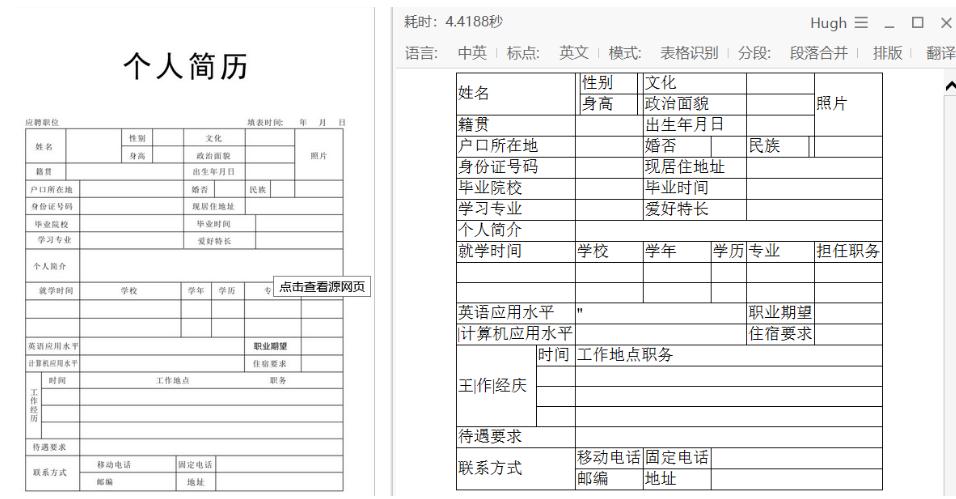 个人简历
应聘职位 填表时间: 年 月 日
姓名 性别 文化 照片
身高 政治面貌
籍贯 出生年月日
户口所在地 婚否 民族
身份证号码 现居住地址
毕业院校 毕业时间
学习专业 爱好特长
个人简介
就学时间 学校 学年 学历 专
点击查看源网页
英语应用水平 职业期望
计算机应用水平 住宿要求
工作经历 时间 工作地点 职务
待遇要求
联系方式 移动电话 固定电话
邮编 地址
耗时: 4.4188秒 Hugh
语言: 中英 标点: 英文 模式: 表格识别 分段: 段落合并 排版 翻译
姓名 性别 文化 照片
身高 政治面貌
籍贯 出生年月日
户口所在地 婚否 民族
身份证号码 现居住地址
毕业院校 毕业时间
学习专业 爱好特长
个人简介
就学时间 学校 学年 学历 专业 担任职务
英语应用水平 " 职业期望
|计算机应用水平 住宿要求
王|作|经庆 时间 工作地点职务
待遇要求
联系方式 移动电话 固定电话
邮编 地址